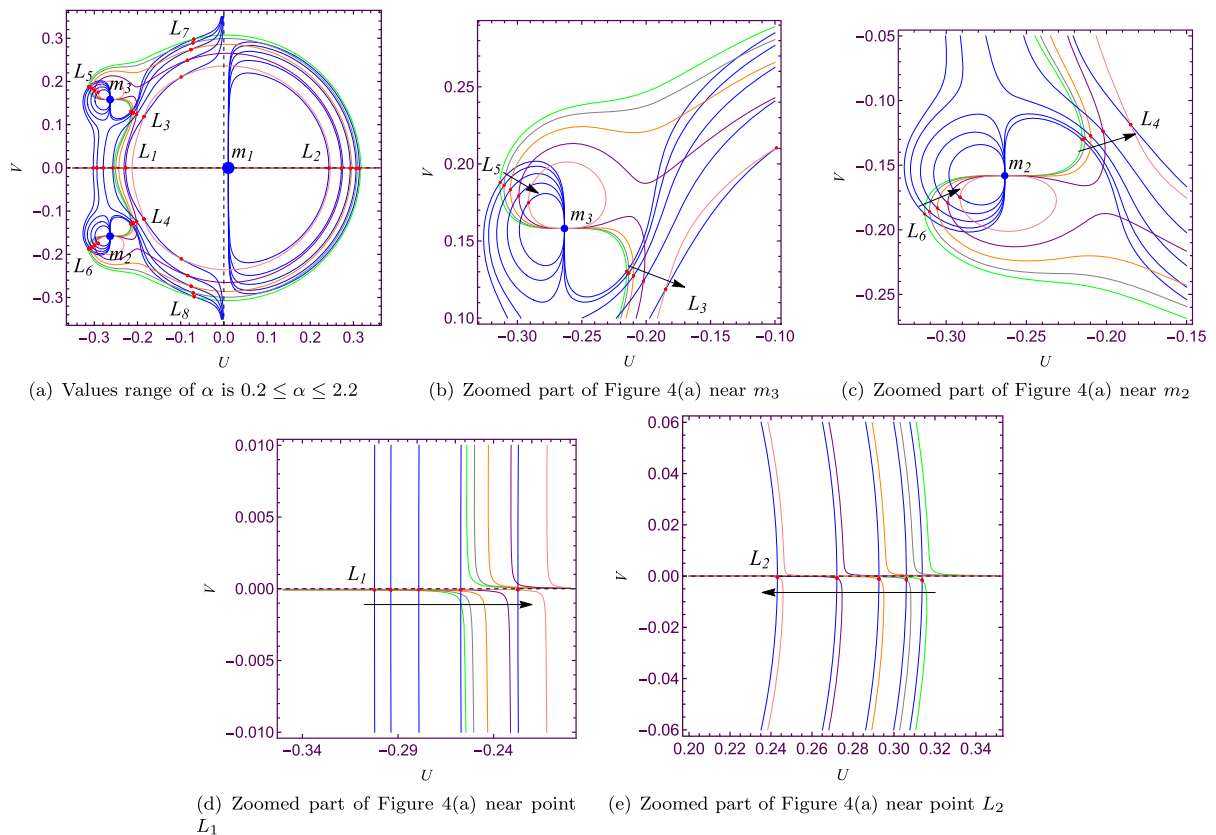 V
0.3
0.2
0.1
0.0
−0.1
−0.2
−0.3
L7
L5
m3
L3
L1
m1
L2
L4
m2
L6
L8
−0.3 −0.2 −0.1 0.0 0.1 0.2 0.3
U
(a) Values range of α is 0.2 ≤ α ≤ 2.2
V
0.25
0.20
0.15
0.10
L5
m3
L3
−0.30 −0.25 −0.20 −0.15 −0.10
U
(b) Zoomed part of Figure 4(a) near m3
V
−0.05
−0.10
−0.15
−0.20
−0.25
L4
m2
L6
−0.30 −0.25 −0.20 −0.15
U
(c) Zoomed part of Figure 4(a) near m2
V
0.010
0.005
0.000
−0.005
−0.010
L1
−0.34 −0.29 −0.24
U
(d) Zoomed part of Figure 4(a) near point
L1
V
0.06
0.04
0.02
0.00
−0.02
−0.04
−0.06
L2
0.20 0.22 0.24 0.26 0.28 0.30 0.32 0.34
U
(e) Zoomed part of Figure 4(a) near point L2